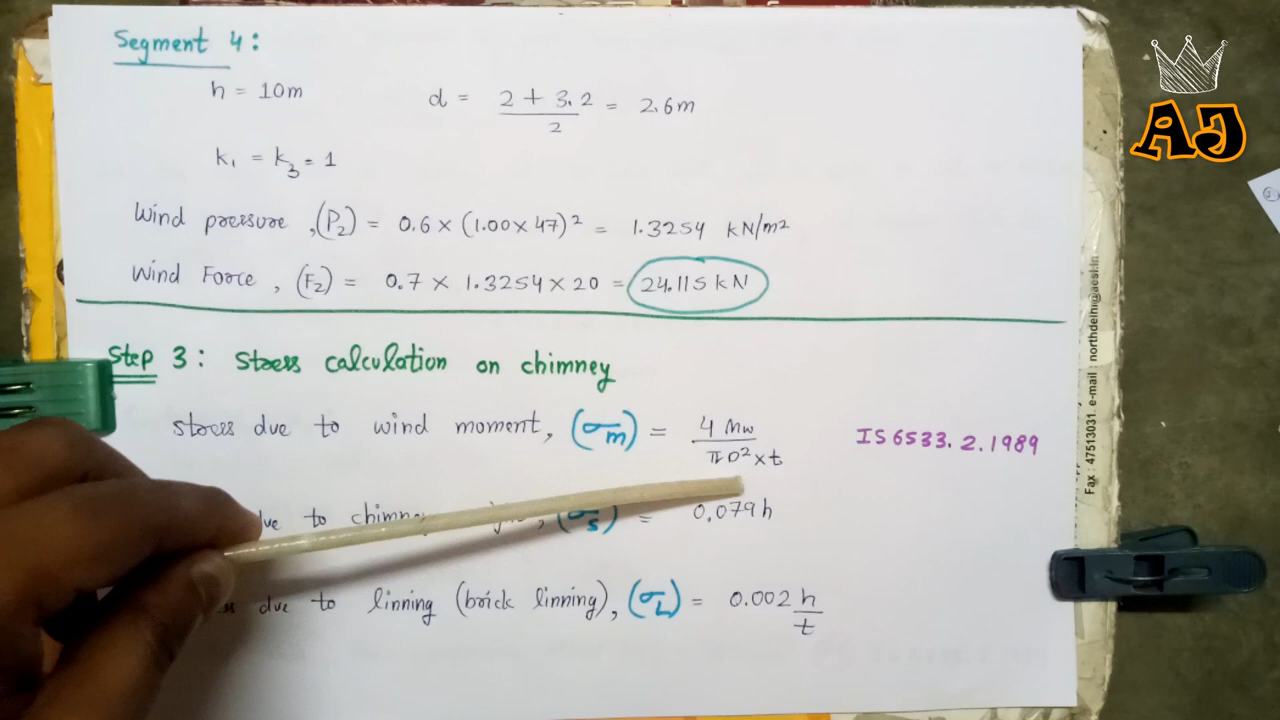 Segment 4:
h = 10m
d = 2 + 3.2 / 2 = 2.6m
k1 = k3 = 1
Wind pressure, (P2) = 0.6 × (1.00 × 47)² = 1.3254 kN/m²
Wind Force, (F2) = 0.7 × 1.3254 × 20 = 24.115 kN
Step 3: Stress calculation on chimney
stress due to wind moment, (σm) = 4 Mw / πD² × t
IS 6533.2.1989
due to (σs) = 0.079h
due to linning (brick linning), (σL) = 0.002 h / t
AJ
Fax : 47513031. e-mail : northdelhi@aesl.in